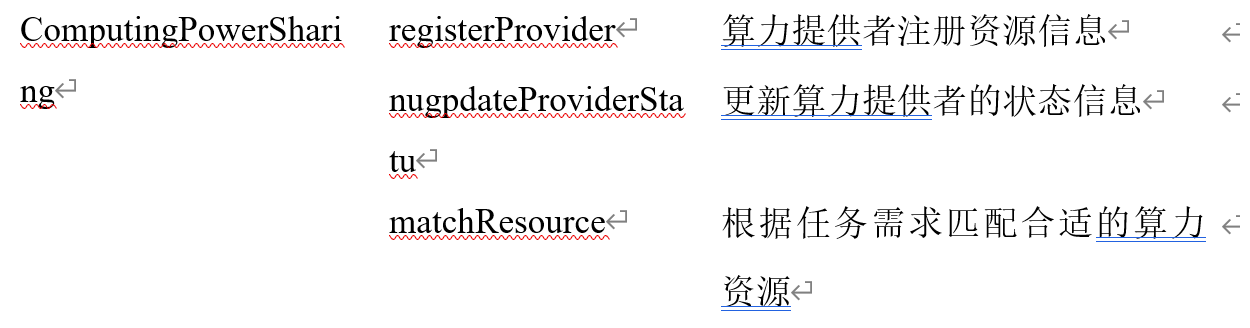 ComputingPowerShari registerProvider 算力提供者注册资源信息
ng nugpdateProviderSta 更新算力提供者的状态信息
tu
matchResource 根据任务需求匹配合适的算力
资源